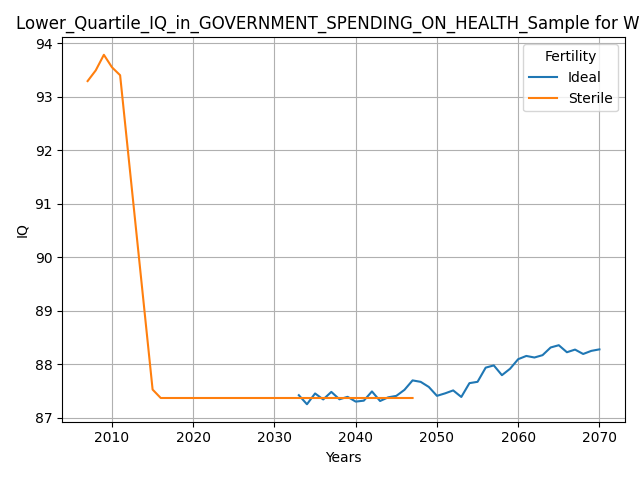 Lower_Quartile_IQ_in_GOVERNMENT_SPENDING_ON_HEALTH_Sample for W
94
93
92
91
90
89
88
87
IQ
Fertility
Ideal
Sterile
2010 2020 2030 2040 2050 2060 2070
Years